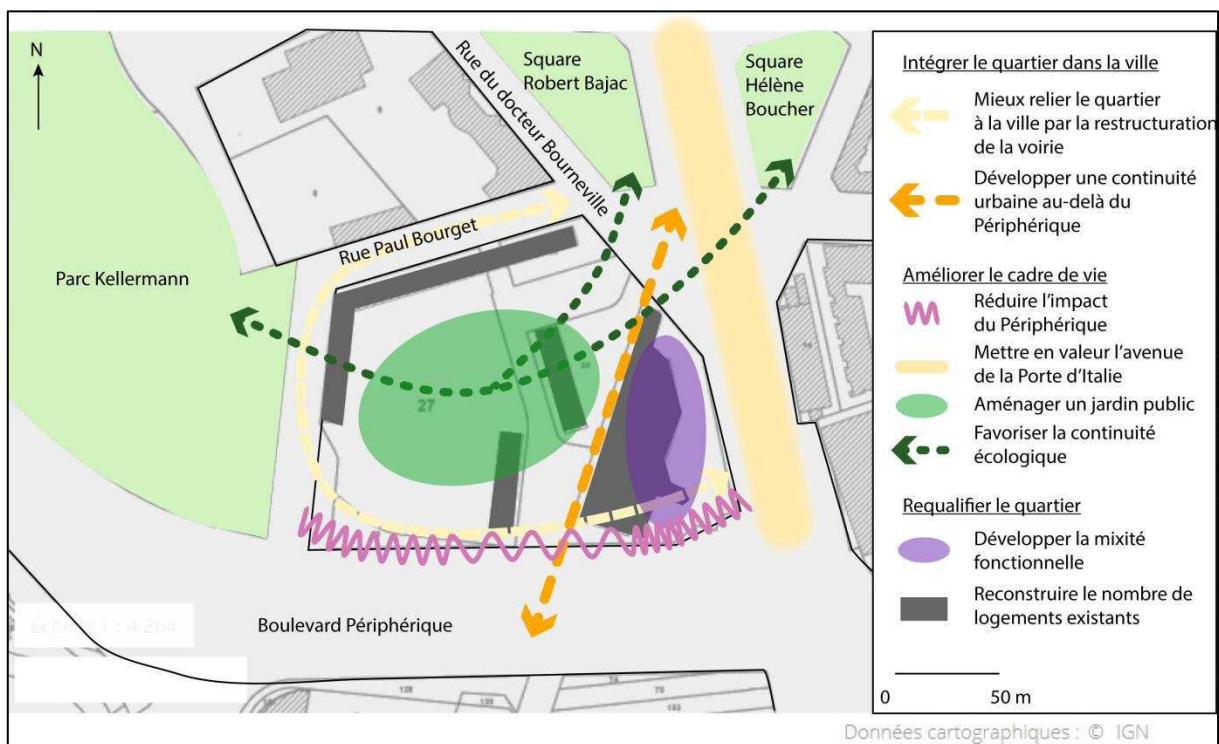 N
Square
Robert Bajac
Square
Hélène
Boucher
Rue du docteur Bourneville
Rue Paul Bourget
Parc Kellermann
27
Echelle 1 : 4 264
Boulevard Périphérique
Intégrer le quartier dans la ville
Mieux relier le quartier
à la ville par la restructuration
de la voirie
Développer une continuité
urbaine au-delà du
Périphérique
Améliorer le cadre de vie
Réduire l'impact
du Périphérique
Mettre en valeur l'avenue
de la Porte d'Italie
Aménager un jardin public
Favoriser la continuité
écologique
Requalifier le quartier
Développer la mixité
fonctionnelle
Reconstruire le nombre de
logements existants
0 50 m
Données cartographiques : © IGN